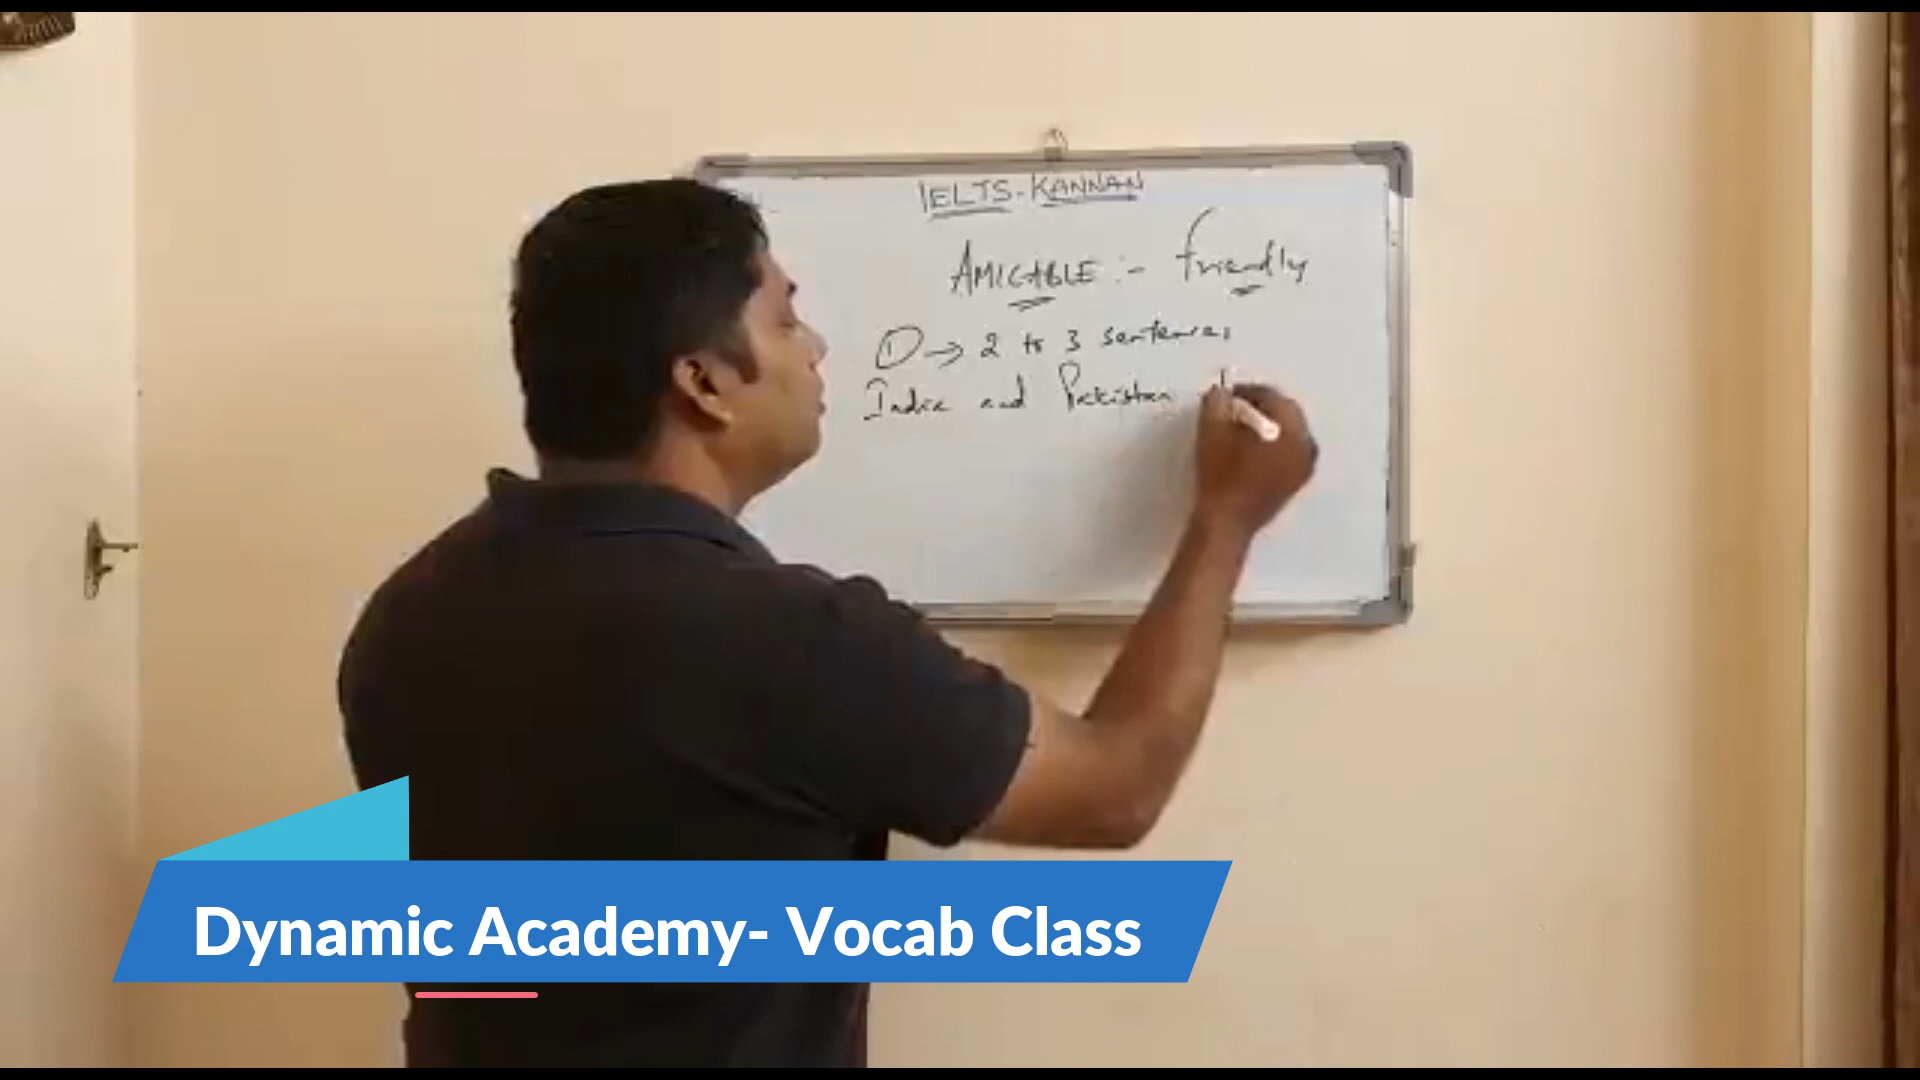 IELTS-KANNAN
AMICABLE :- friendly
① → 2 to 3 sentences
India and Pakistan
Dynamic Academy- Vocab Class